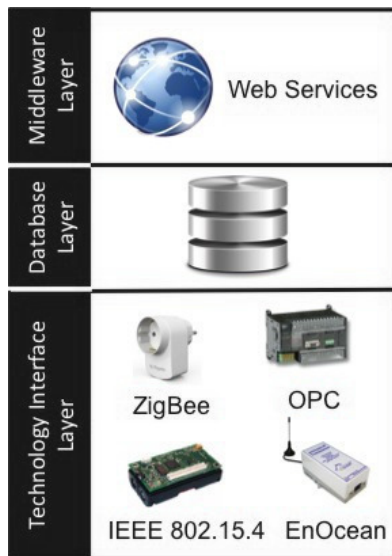 Middleware
Layer
Web Services
Database
Layer
Technology Interface
Layer
ZigBee
OPC
IEEE 802.15.4
EnOcean